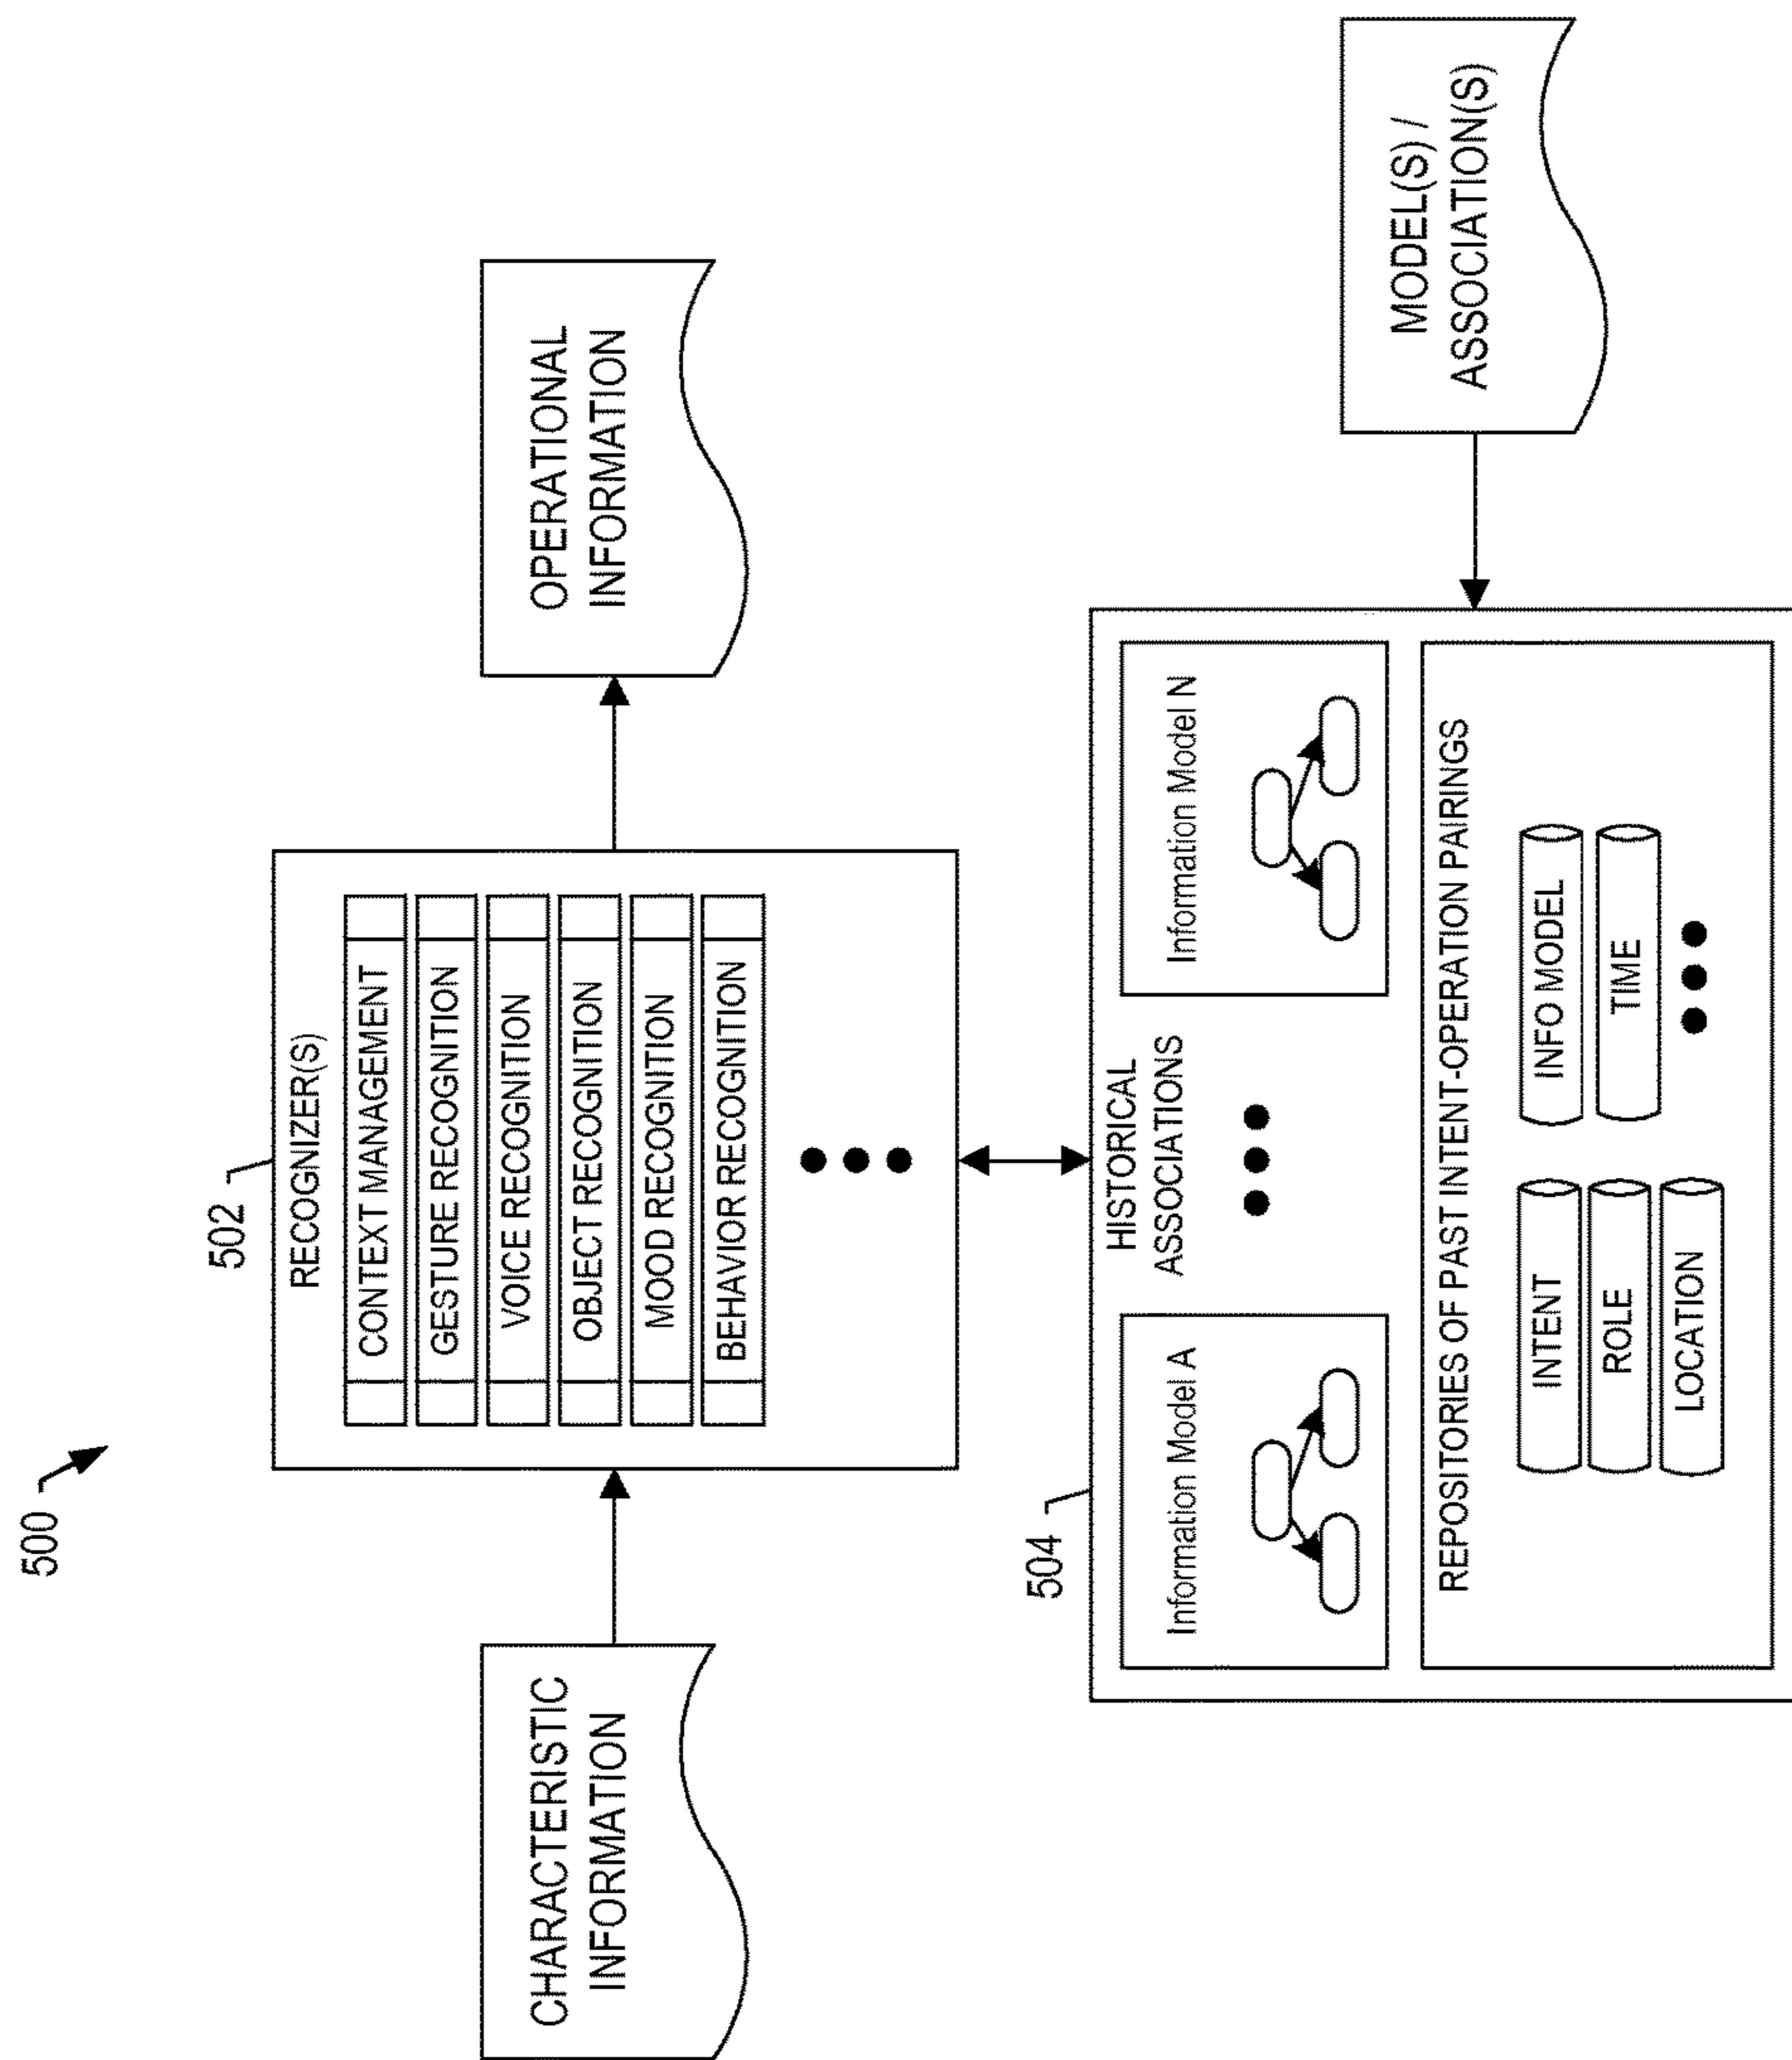 500
CHARACTERISTIC
INFORMATION
502
RECOGNIZER(S)
CONTEXT MANAGEMENT
GESTURE RECOGNITION
VOICE RECOGNITION
OBJECT RECOGNITION
MOOD RECOGNITION
BEHAVIOR RECOGNITION
OPERATIONAL
INFORMATION
504
HISTORICAL
ASSOCIATIONS
Information Model A
Information Model N
REPOSITORIES OF PAST INTENT-OPERATION PAIRINGS
INTENT
ROLE
LOCATION
INFO MODEL
TIME
MODEL(S) /
ASSOCIATION(S)